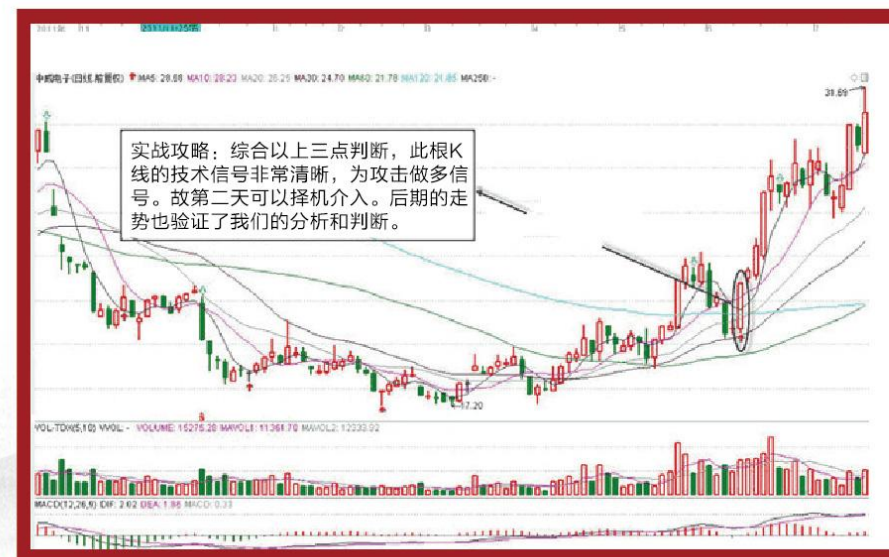 中威电子(日线.前复权) MA5: 28.98 MA10: 28.23 MA20: 26.25 MA30: 24.70 MA60: 21.78 MA120: 21.85 MA250: -
31.69
实战攻略：综合以上三点判断，此根K
线的技术信号非常清晰，为攻击做多信
号。故第二天可以择机介入。后期的走
势也验证了我们的分析和判断。
17.20
VOL-TDX(5,10) VVOL: - VOLUME: 15275.20 MAVOL1: 11361.70 MAVOL2: 12333.92
MACD(12,26,9) DIF: 2.02 DEA: 1.86 MACD: 0.33